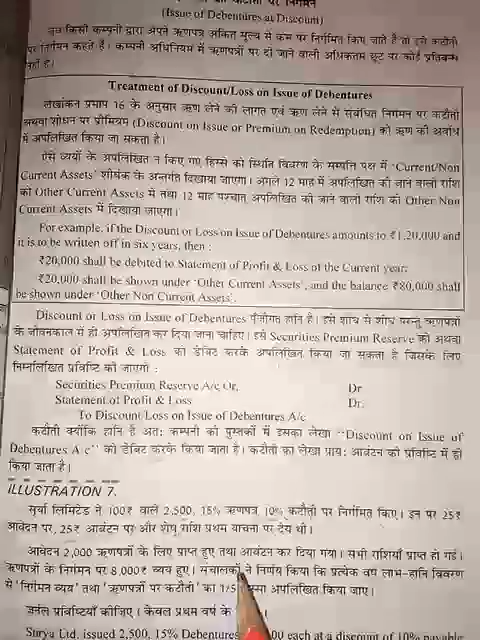 (Issue of Debentures at Discount)
जब किसी कम्पनी द्वारा अपने ऋणपत्र अंकित मूल्य से कम पर निर्गमित किए जाते हैं तो इसे कटौती
पर निर्गमन कहते हैं। कम्पनी अधिनियम में ऋणपत्रों पर दी जाने वाली अधिकतम छूट पर कोई प्रतिबन्ध
नहीं है।
Treatment of Discount/Loss on Issue of Debentures
लेखांकन प्रमाप 16 के अनुसार ऋण लेने की लागत एवं ऋण लेने से संबंधित निर्गमन पर कटौती
अथवा शोधन पर प्रीमियम (Discount on Issue or Premium on Redemption) को ऋण की अवधि
में अपलिखित किया जा सकता है।
ऐसे व्ययों के अपलिखित न किए गए हिस्से को स्थिति विवरण के सम्पत्ति पक्ष में 'Current/Non
Current Assets' शीर्षक के अन्तर्गत दिखाया जाएगा। अगले 12 माह में अपलिखित की जाने वाली राशि
को Other Current Assets में तथा 12 माह पश्चात् अपलिखित की जाने वाली राशि को Other Non
Current Assets में दिखाया जाएगा।
For example, if the Discount or Loss on Issue of Debentures amounts to ₹1,20,000 and
it is to be written off in six years, then :
₹20,000 shall be debited to Statement of Profit & Loss of the Current year;
₹20,000 shall be shown under 'Other Current Assets', and the balance ₹80,000 shall
be shown under 'Other Non Current Assets'.
Discount or Loss on Issue of Debentures पूँजीगत हानि है। इसे शीघ्र से शीघ्र परन्तु ऋणपत्रों
के जीवनकाल में ही अपलिखित कर दिया जाना चाहिए। इसे Securities Premium Reserve को अथवा
Statement of Profit & Loss को डेबिट करके अपलिखित किया जा सकता है जिसके लिए
निम्नलिखित प्रविष्टि की जाएगी :
Securities Premium Reserve A/c Or, Dr
Statement of Profit & Loss Dr.
To Discount/Loss on Issue of Debentures A/c
कटौती क्योंकि हानि है अतः कम्पनी की पुस्तकों में इसका लेखा "Discount on Issue of
Debentures A/c" को डेबिट करके किया जाता है। कटौती का लेखा प्रायः आबंटन की प्रविष्टि में ही
किया जाता है।
ILLUSTRATION 7.
सूर्या लिमिटेड ने 100₹ वाले 2,500, 15% ऋणपत्र 10% कटौती पर निर्गमित किए। इन पर 25₹
आवेदन पर, 25₹ आबंटन पर और शेष राशि प्रथम याचना पर देय थी।
आवेदन 2,000 ऋणपत्रों के लिए प्राप्त हुए तथा आबंटन कर दिया गया। सभी राशियाँ प्राप्त हो गईं।
ऋणपत्रों के निर्गमन पर 8,000₹ व्यय हुए। संचालकों ने निर्णय किया कि प्रत्येक वर्ष लाभ-हानि विवरण
से 'निर्गमन व्यय' तथा 'ऋणपत्रों पर कटौती' का 1/5 अपलिखित किया जाए।
जर्नल प्रविष्टियाँ कीजिए। केवल प्रथम वर्ष के
Surya Ltd. issued 2,500, 15% Debentures each at a discount of 10%